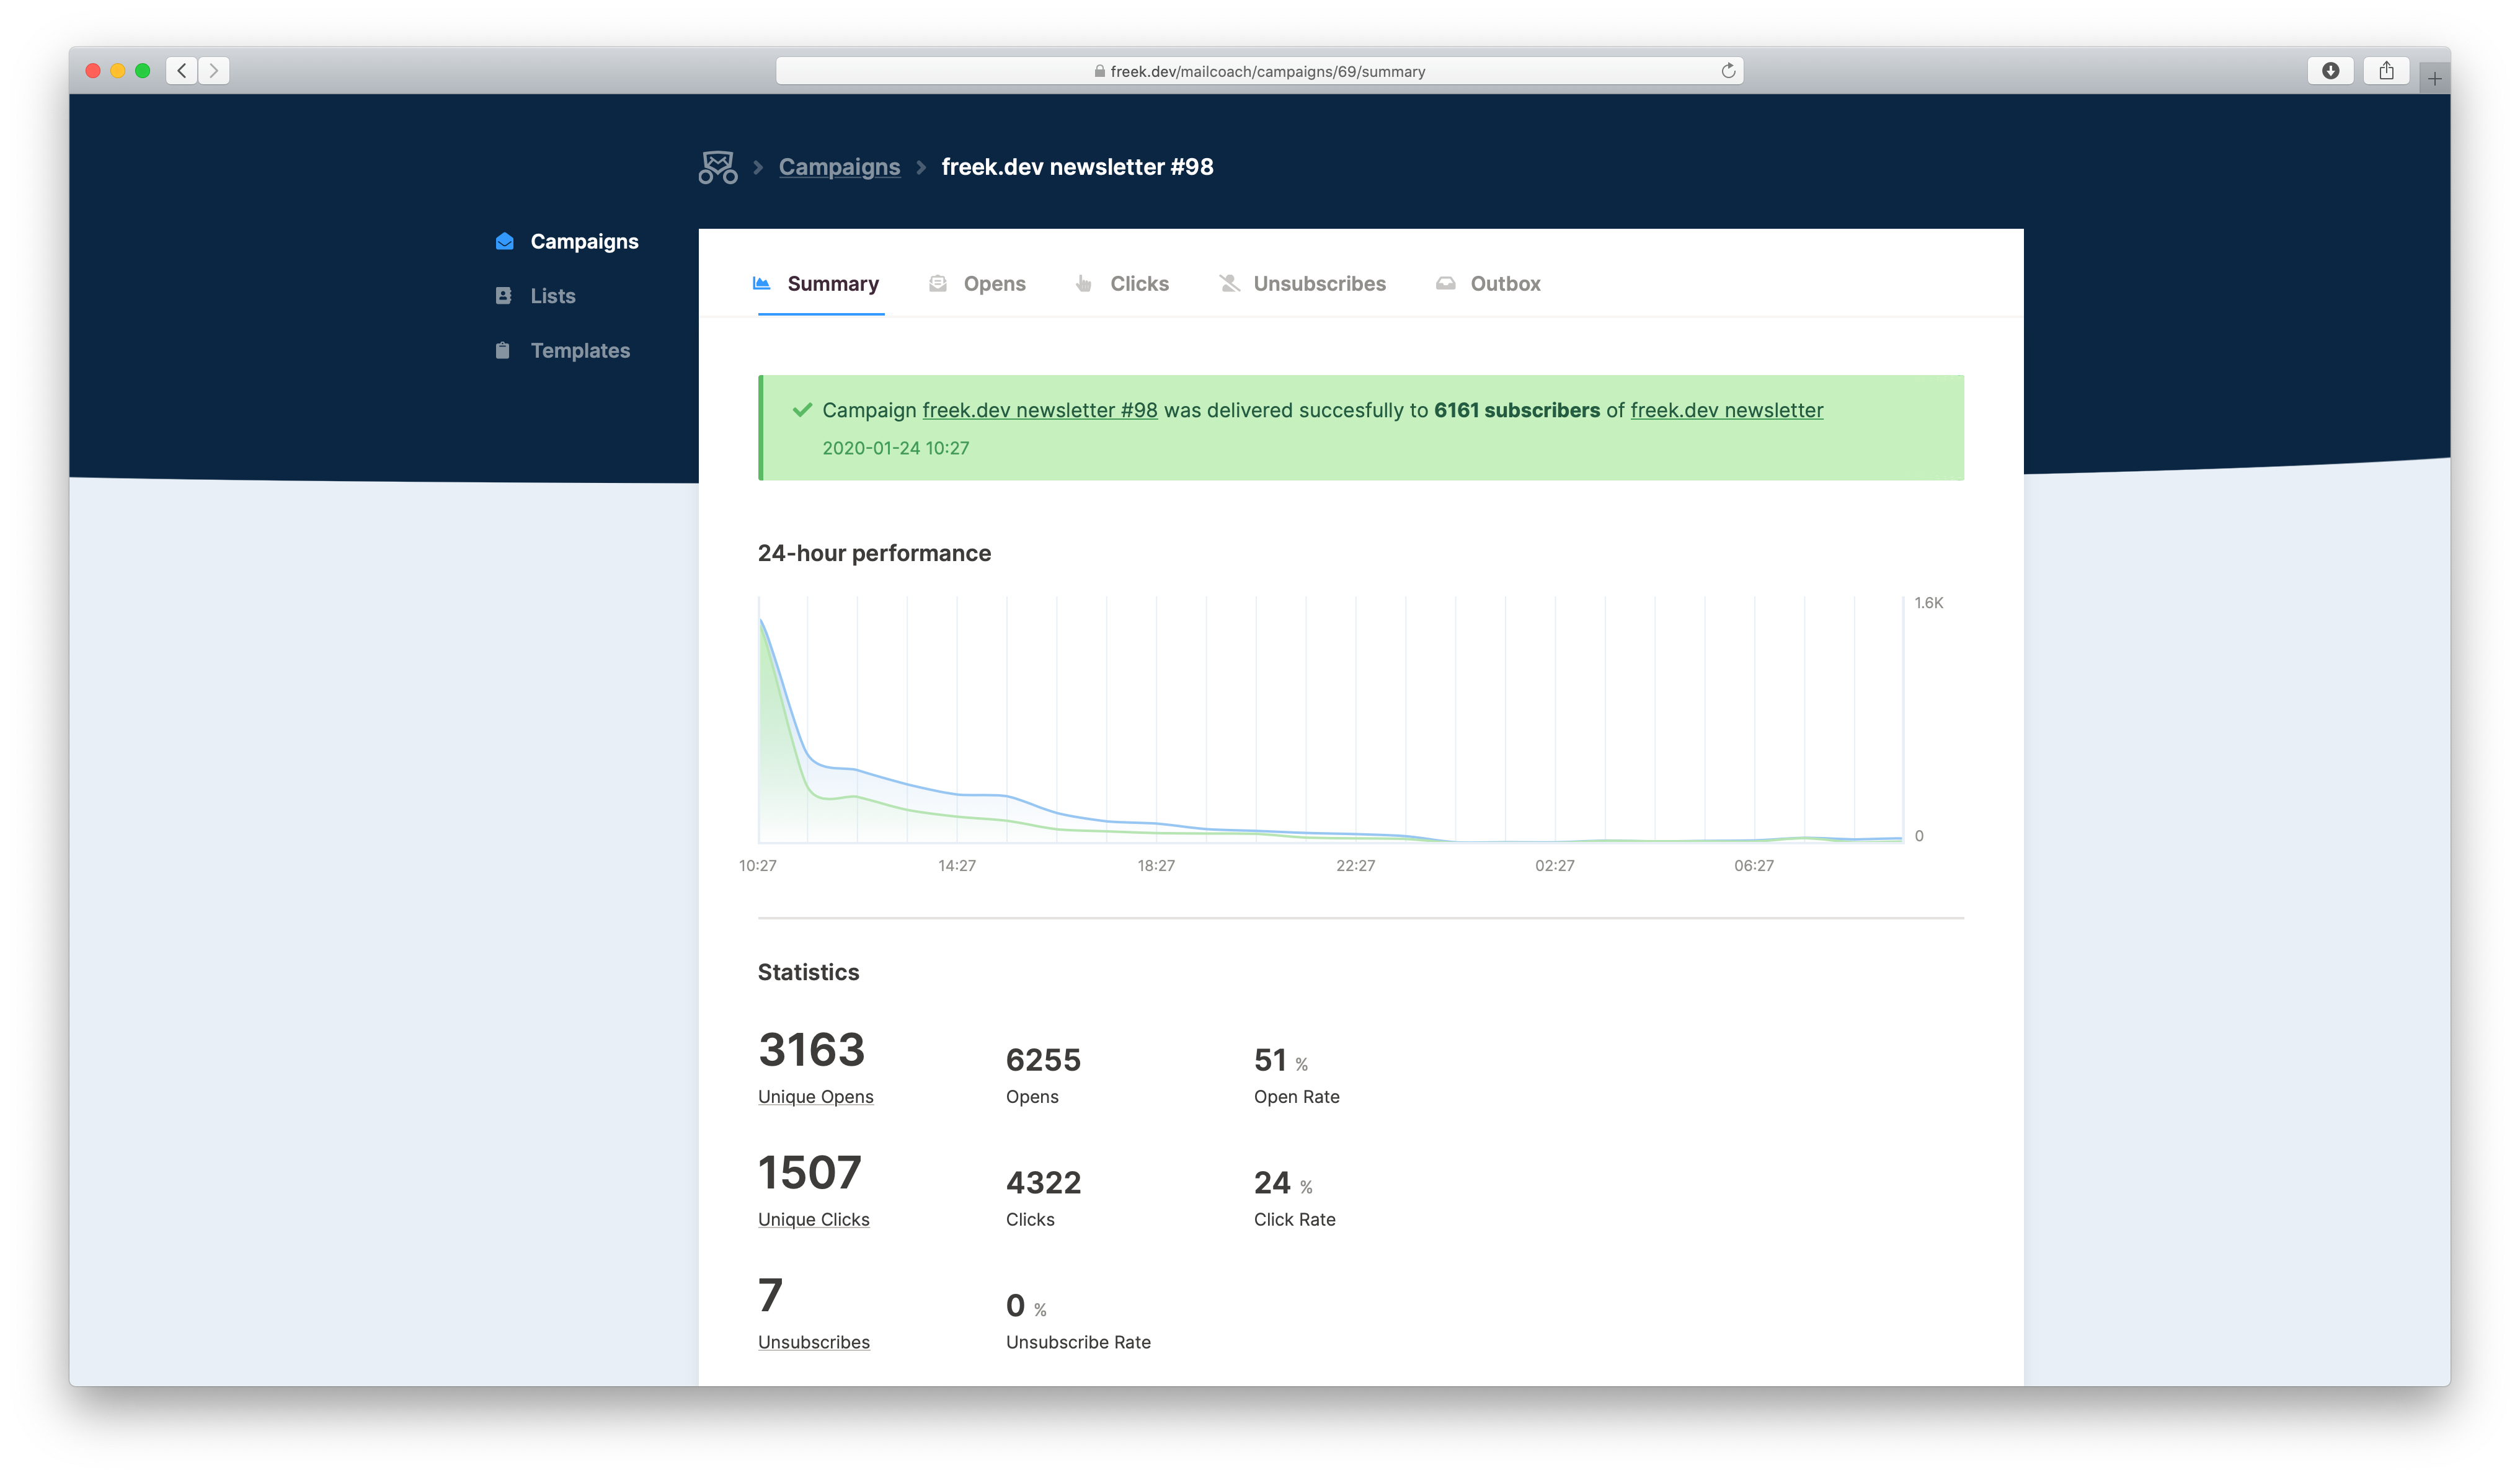 freek.dev/mailcoach/campaigns/69/summary
Campaigns
freek.dev newsletter #98
Campaigns
Lists
Templates
Summary
Opens
Clicks
Unsubscribes
Outbox
Campaign freek.dev newsletter #98 was delivered succesfully to 6161 subscribers of freek.dev newsletter
2020-01-24 10:27
24-hour performance
1.6K
0
10:27
14:27
18:27
22:27
02:27
06:27
Statistics
3163
Unique Opens
6255
Opens
51 %
Open Rate
1507
Unique Clicks
4322
Clicks
24 %
Click Rate
7
Unsubscribes
0 %
Unsubscribe Rate